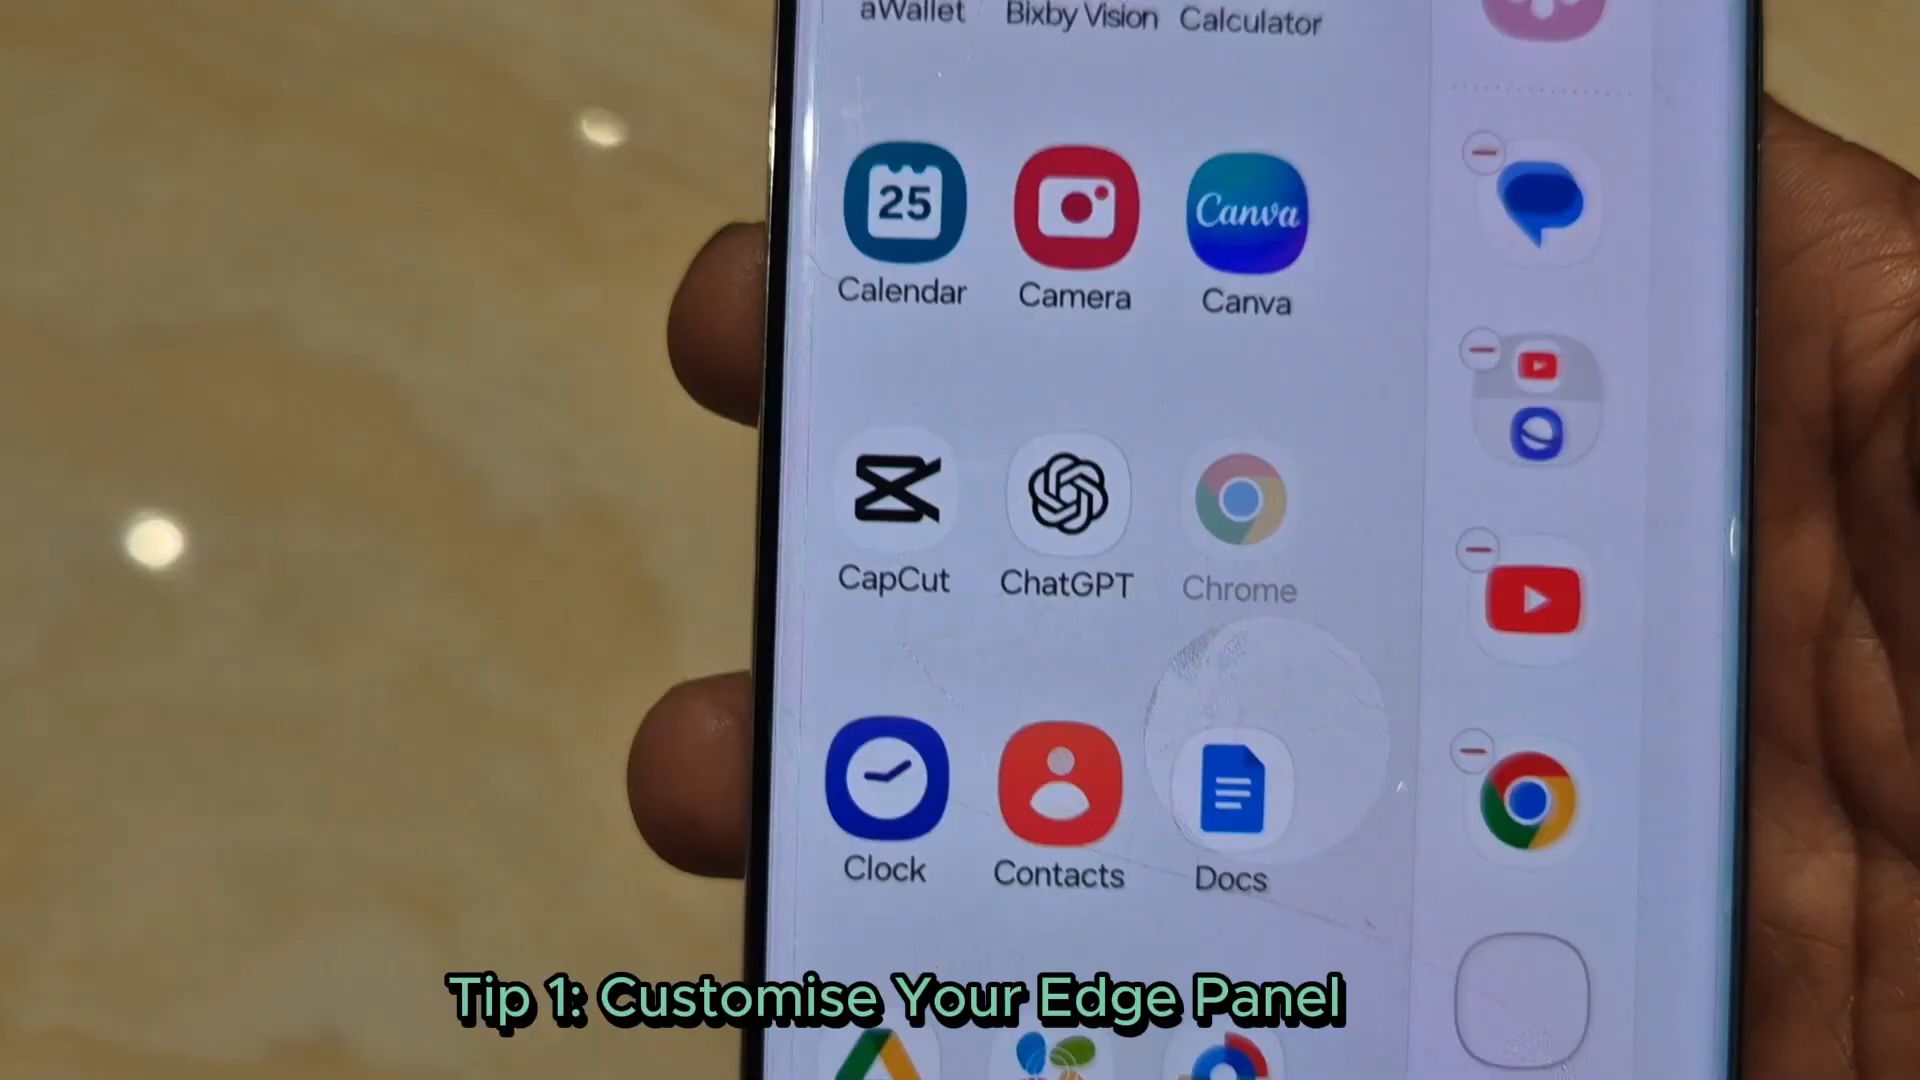 aWallet Bixby Vision Calculator
25
Canva
Calendar Camera Canva
CapCut ChatGPT Chrome
Clock Contacts Docs
Tip 1: Customise Your Edge Panel